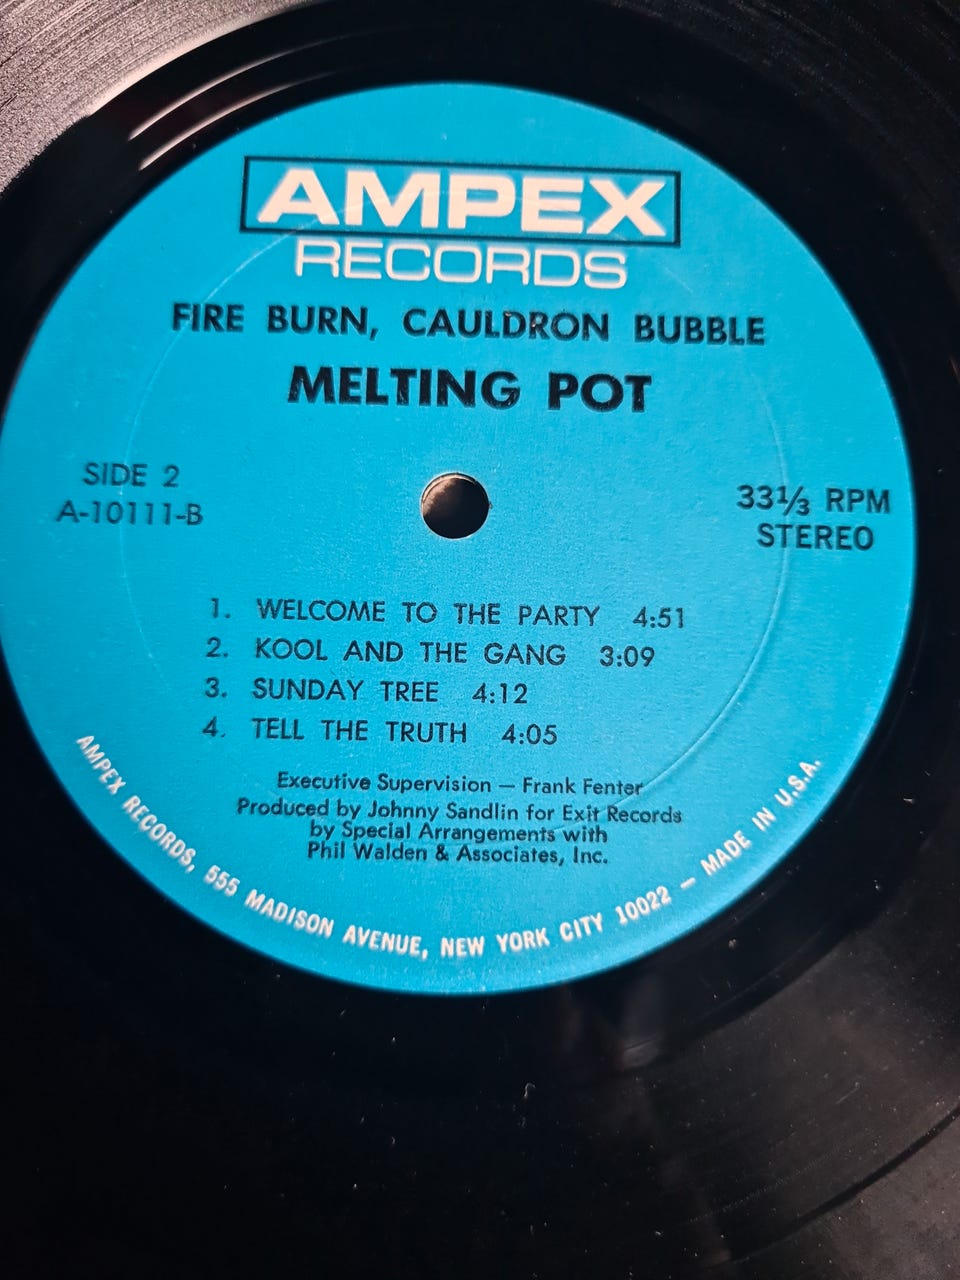 AMPEX
RECORDS
FIRE BURN, CAULDRON BUBBLE
MELTING POT
SIDE 2
A-10111-B
33⅓ RPM
STEREO
1. WELCOME TO THE PARTY 4:51
2. KOOL AND THE GANG 3:09
3. SUNDAY TREE 4:12
4. TELL THE TRUTH 4:05
Executive Supervision — Frank Fenter
Produced by Johnny Sandlin for Exit Records
by Special Arrangements with
Phil Walden & Associates, Inc.
AMPEX RECORDS, 555 MADISON AVENUE, NEW YORK CITY 10022 — MADE IN U.S.A.